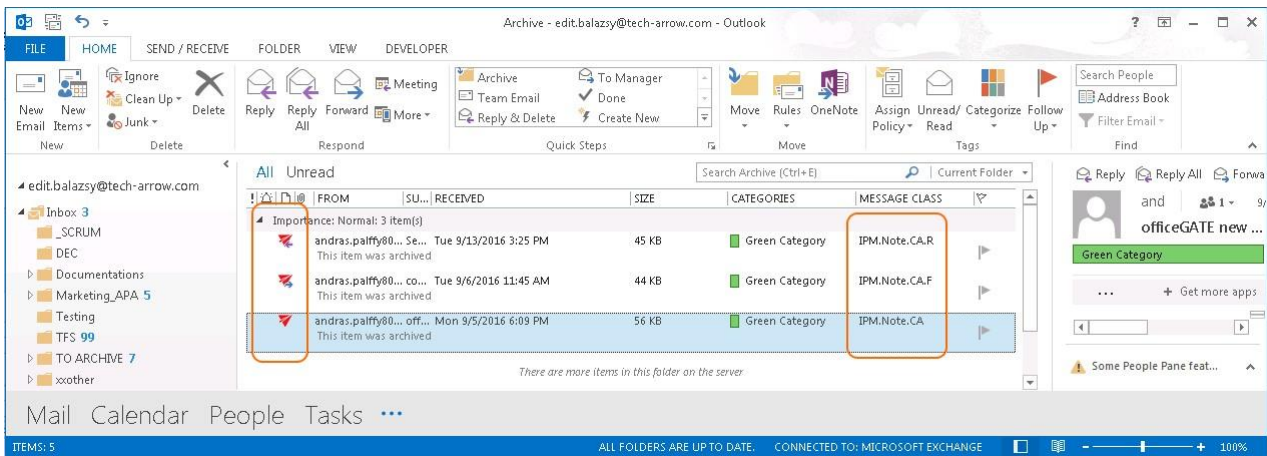 Archive - edit.balazsy@tech-arrow.com - Outlook
FILE HOME SEND / RECEIVE FOLDER VIEW DEVELOPER
New Email
New Items
Ignore
Clean Up
Junk
Delete
Reply
Reply All
Forward
Meeting
More
Archive
Team Email
Reply & Delete
To Manager
Done
Create New
Move
Rules
OneNote
Assign Policy
Unread/ Read
Categorize
Follow Up
Search People
Address Book
Filter Email
New Delete Respond Quick Steps Move Tags Find
edit.balazsy@tech-arrow.com
Inbox 3
_SCRUM
DEC
Documentations
Marketing_APA 5
Testing
TFS 99
TO ARCHIVE 7
xxother
All Unread
Search Archive (Ctrl+E) Current Folder
! FROM SU... RECEIVED SIZE CATEGORIES MESSAGE CLASS
Importance: Normal: 3 item(s)
andras.palffy80... Se... Tue 9/13/2016 3:25 PM 45 KB Green Category IPM.Note.CA.R
This item was archived
andras.palffy80... co... Tue 9/6/2016 11:45 AM 44 KB Green Category IPM.Note.CA.F
This item was archived
andras.palffy80... off... Mon 9/5/2016 6:09 PM 56 KB Green Category IPM.Note.CA
This item was archived
There are more items in this folder on the server
Reply Reply All Forwa
and 1 9/
officeGATE new ...
Green Category
... + Get more apps
Some People Pane feat...
Mail Calendar People Tasks ...
ITEMS: 5 ALL FOLDERS ARE UP TO DATE. CONNECTED TO: MICROSOFT EXCHANGE 100%